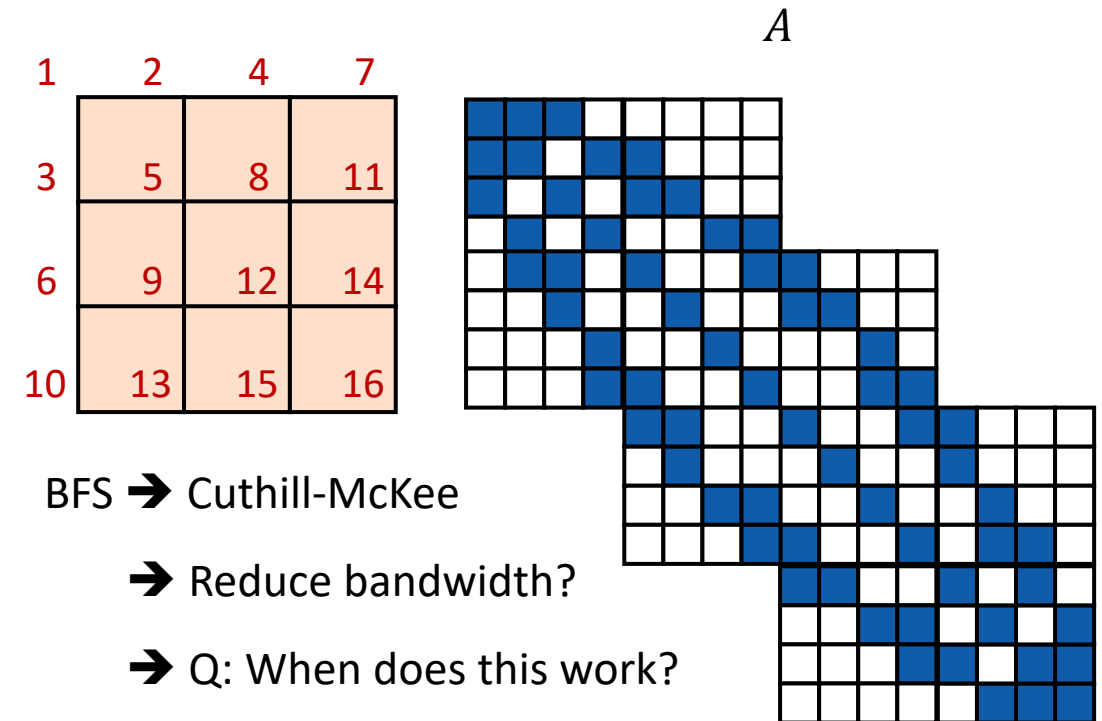 A
1 2 4 7
3 5 8 11
6 9 12 14
10 13 15 16
BFS ➔ Cuthill-McKee
➔ Reduce bandwidth?
➔ Q: When does this work?